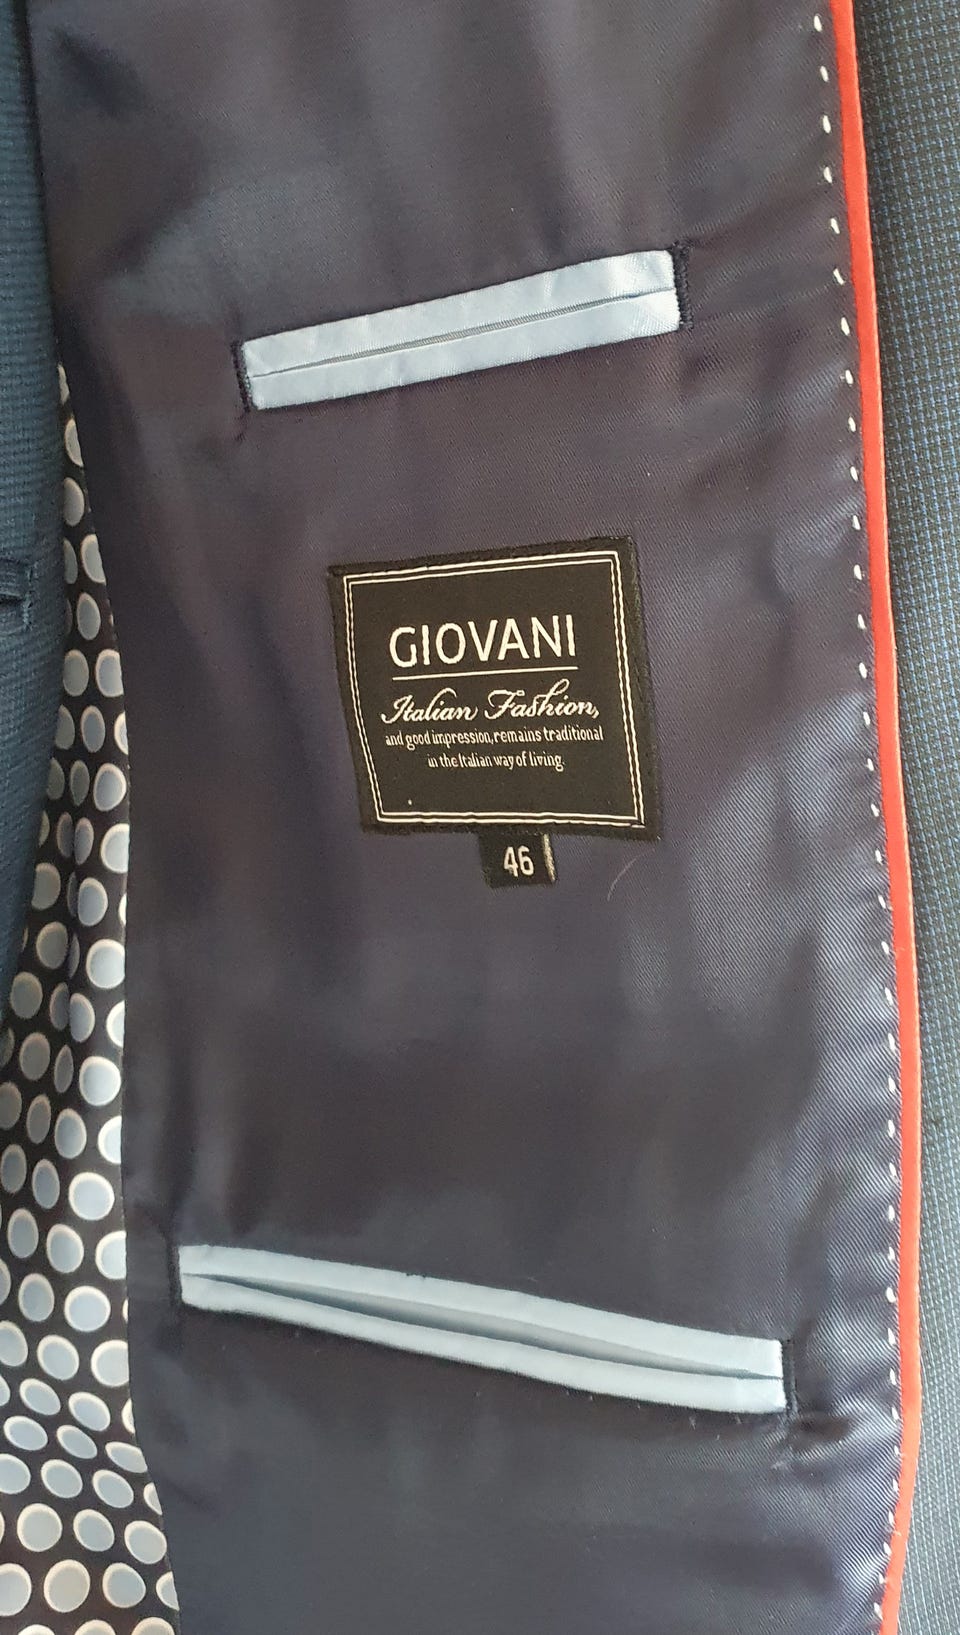 GIOVANI
Italian Fashion,
and good impression, remains traditional
in the Italian way of living.
46